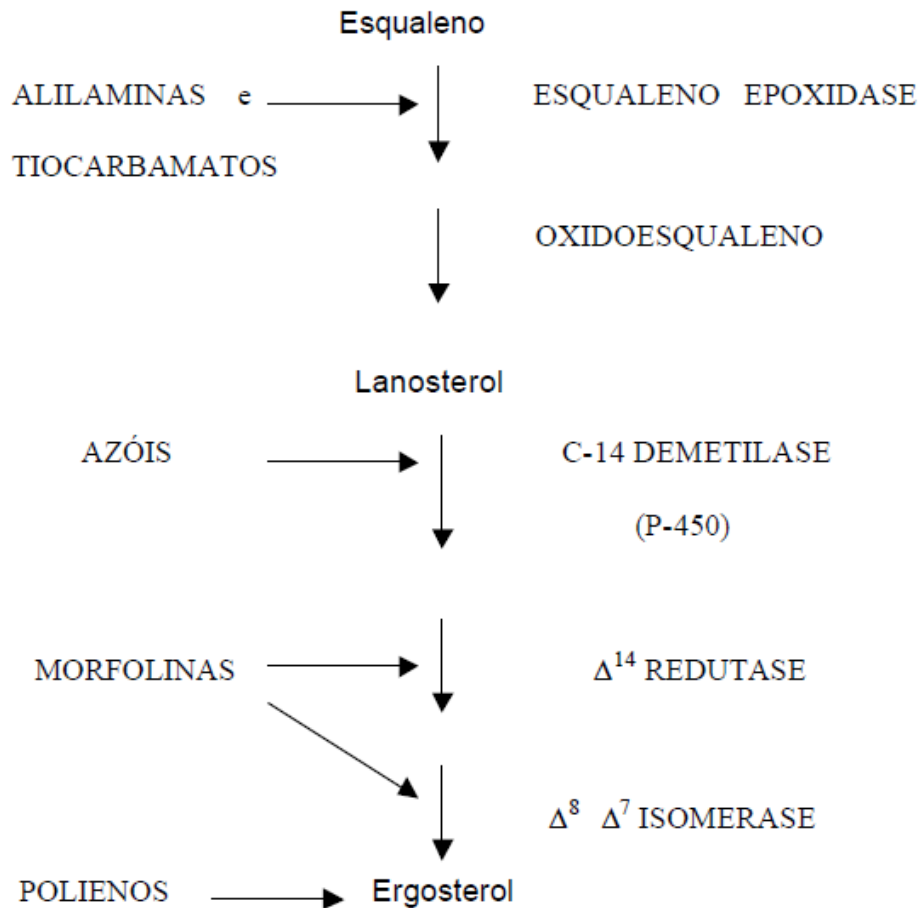 Esqualeno
ALILAMINAS e
ESQUALENO EPOXIDASE
TIOCARBAMATOS
OXIDOESQUALENO
Lanosterol
AZÓIS
C-14 DEMETILASE
(P-450)
MORFOLINAS
Δ¹⁴ REDUTASE
Δ⁸ Δ⁷ ISOMERASE
POLIENOS
Ergosterol